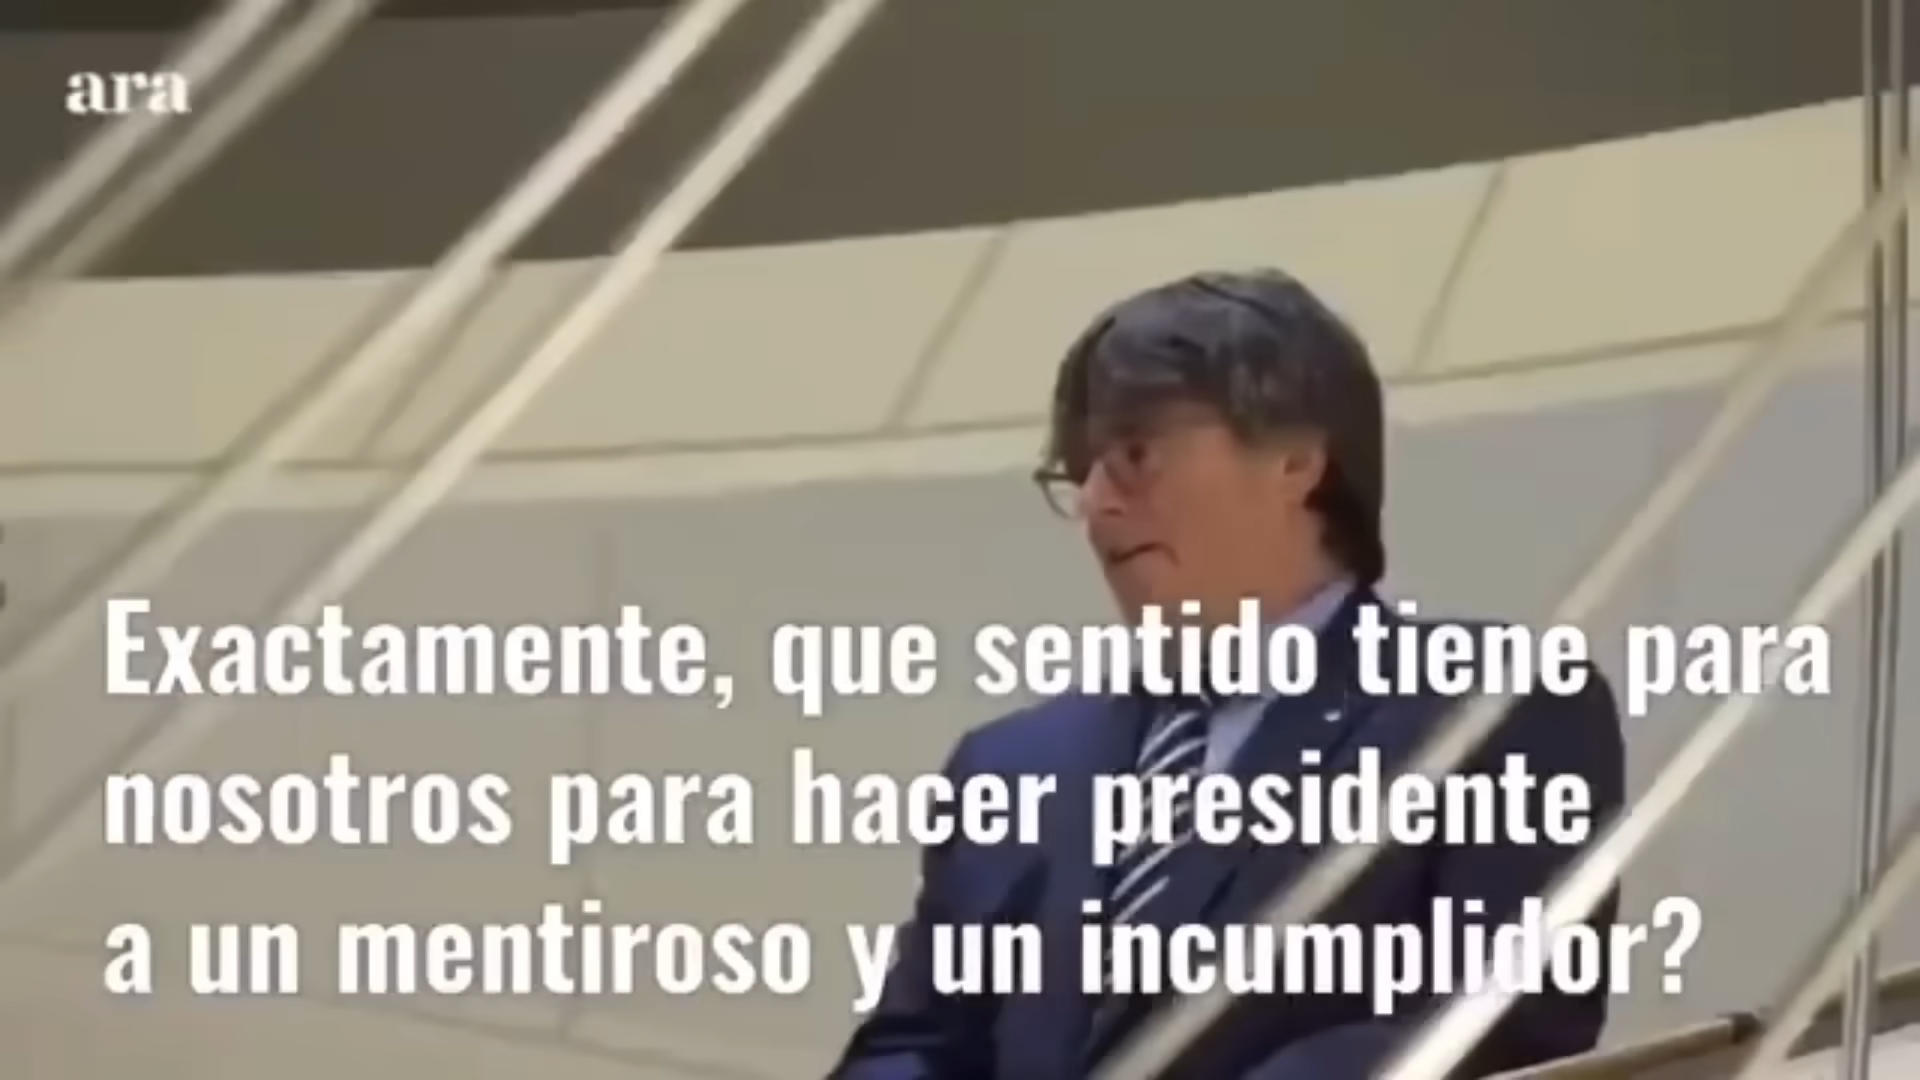 ara
Exactamente, que sentido tiene para
nosotros para hacer presidente
a un mentiroso y un incumplidor?